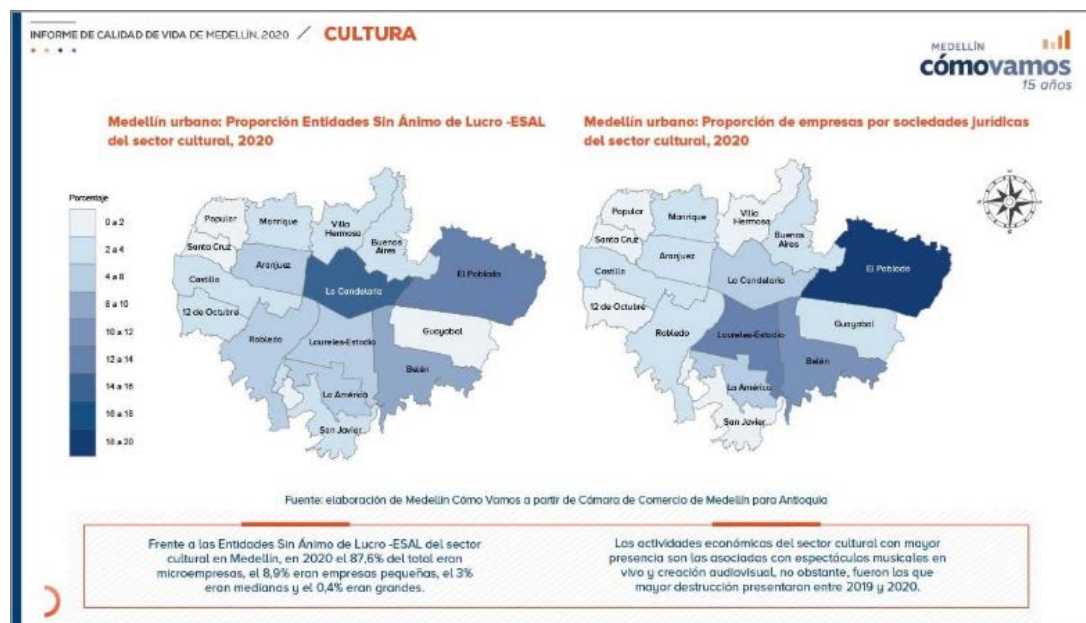 INFORME DE CALIDAD DE VIDA DE MEDELLÍN, 2020 / CULTURA
MEDELLÍN
cómovamos
15 años
Medellín urbano: Proporción Entidades Sin Ánimo de Lucro -ESAL
del sector cultural, 2020
Medellín urbano: Proporción de empresas por sociedades jurídicas
del sector cultural, 2020
Porcentaje
0 a 2
2 a 4
4 a 8
8 a 10
10 a 12
12 a 14
14 a 16
16 a 18
18 a 20
Popular
Manrique
Villa
Hermosa
Buenos
Aires
Santa Cruz
Aranjuez
El Poblado
Castilla
La Candelaria
12 de Octubre
Guayabal
Robledo
Laureles-Estadio
Belén
La América
San Javier
Popular
Manrique
Villa
Hermosa
Buenos
Aires
Santa Cruz
Aranjuez
El Poblado
Castilla
La Candelaria
12 de Octubre
Guayabal
Robledo
Laureles-Estadio
Belén
La América
San Javier
Fuente: elaboración de Medellín Cómo Vamos a partir de Cámara de Comercio de Medellín para Antioquia
Frente a las Entidades Sin Ánimo de Lucro -ESAL del sector
cultural en Medellín, en 2020 el 87,6% del total eran
microempresas, el 8,9% eran empresas pequeñas, el 3%
eran medianas y el 0,4% eran grandes.
Las actividades económicas del sector cultural con mayor
presencia son las asociadas con espectáculos musicales en
vivo y creación audiovisual, no obstante, fueron las que
mayor destrucción presentaron entre 2019 y 2020.